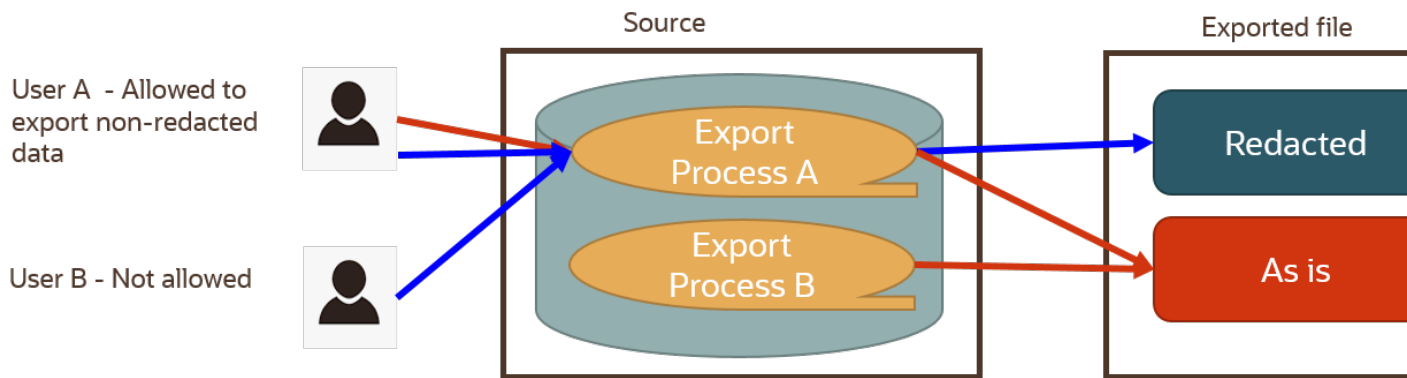 Source
Exported file
User A - Allowed to
export non-redacted
data
Export
Process A
Redacted
User B - Not allowed
Export
Process B
As is